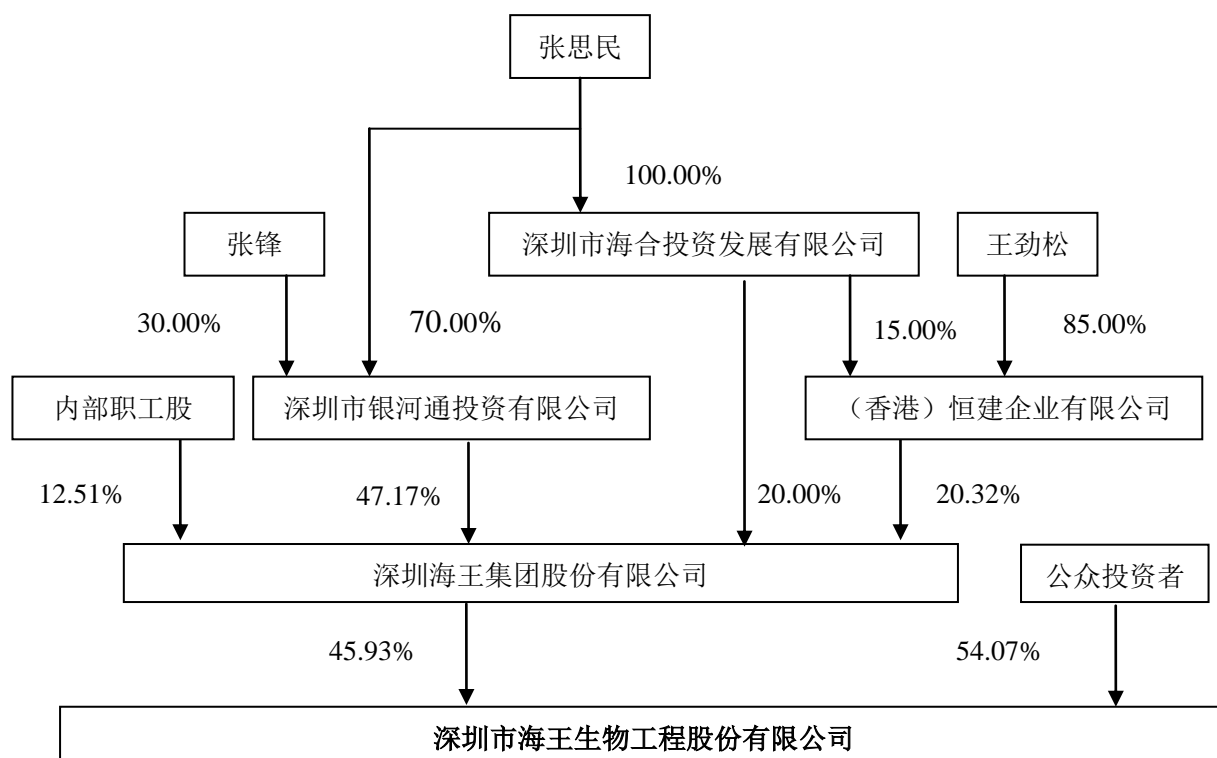 张思民
100.00%
张锋
深圳市海合投资发展有限公司
王劲松
30.00%
70.00%
15.00%
85.00%
内部职工股
深圳市银河通投资有限公司
（香港）恒建企业有限公司
12.51%
47.17%
20.00%
20.32%
深圳海王集团股份有限公司
公众投资者
45.93%
54.07%
深圳市海王生物工程股份有限公司